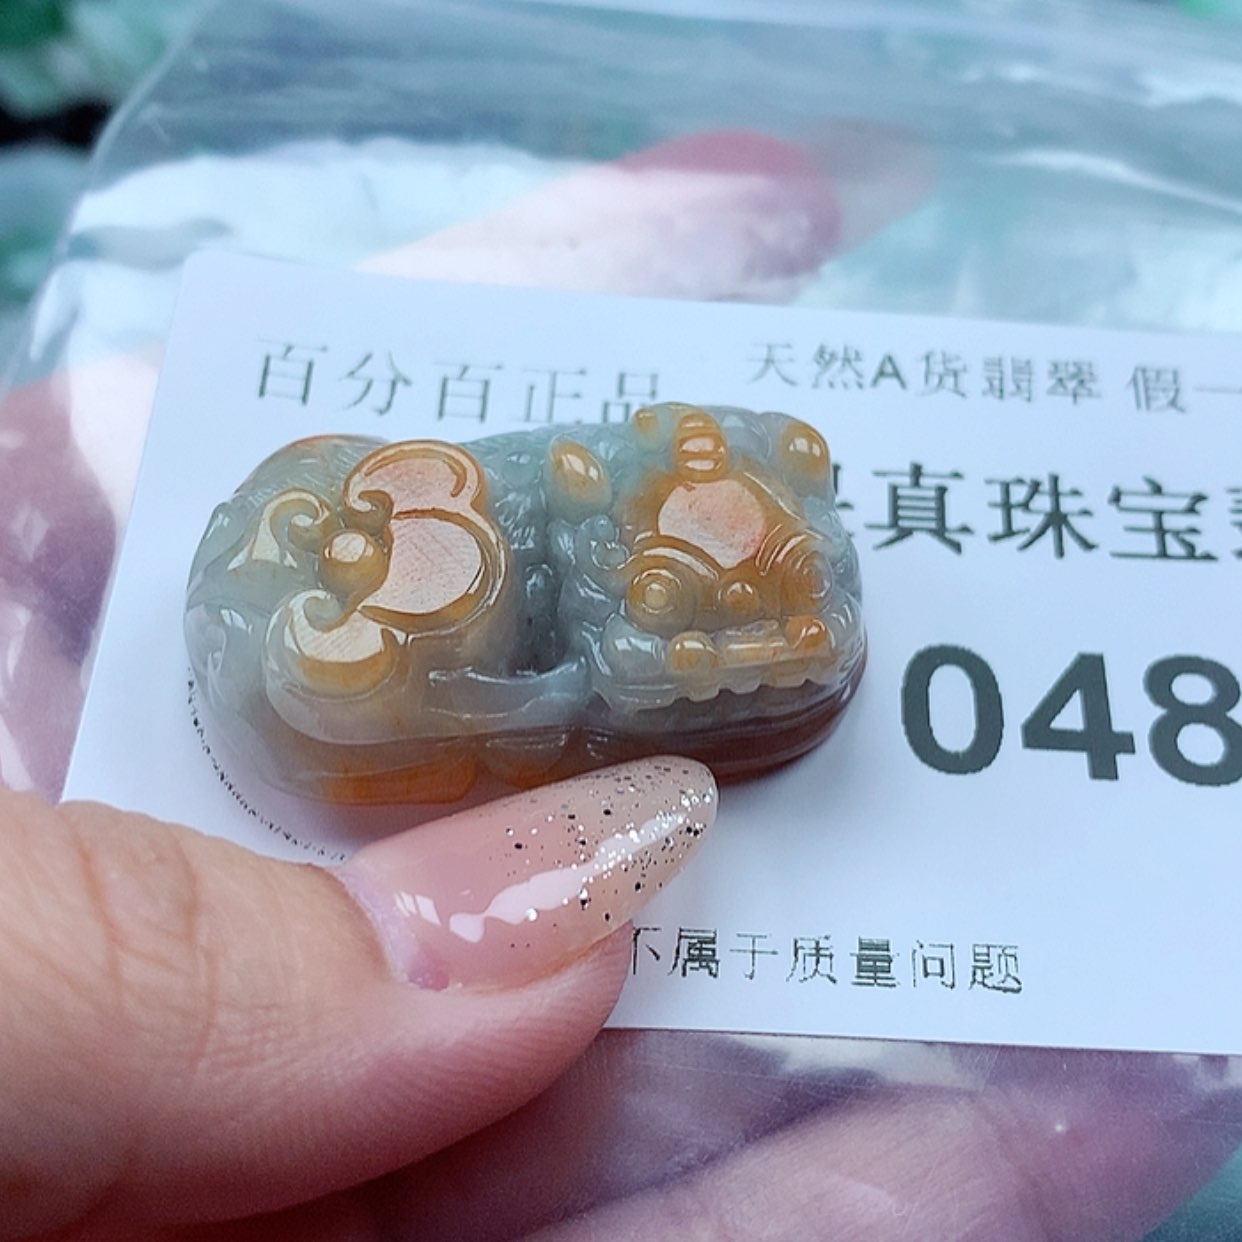 百分百正品
天然A货翡翠 假一
真珠宝
048
不属于质量问题